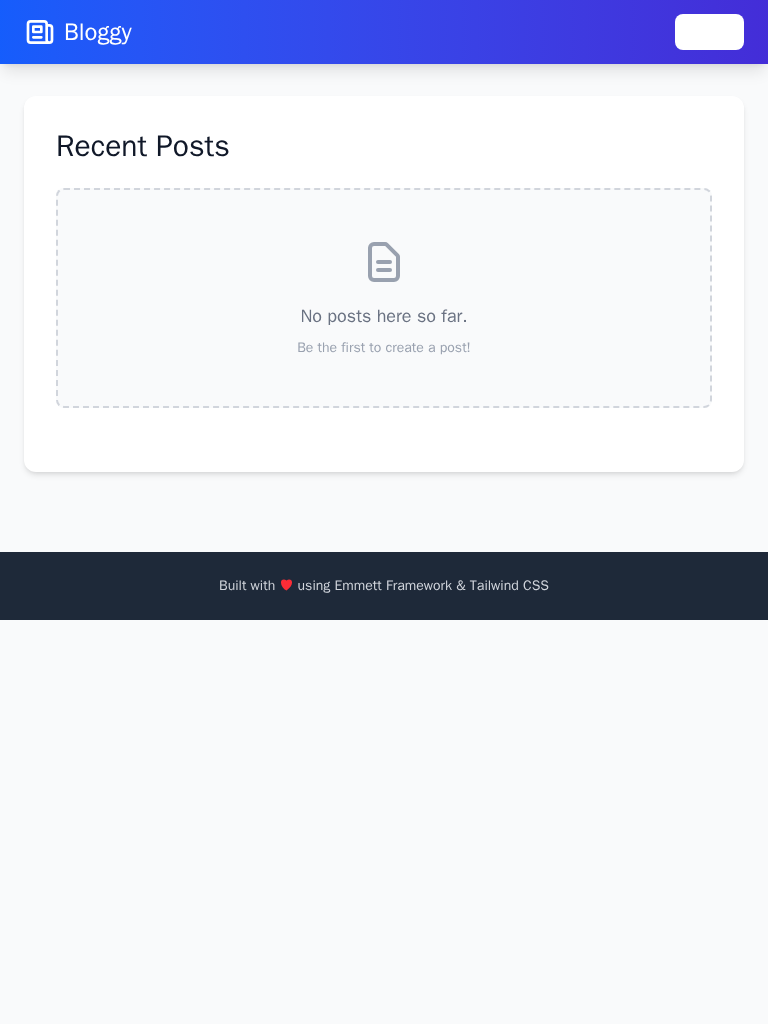 Bloggy
Recent Posts
No posts here so far.
Be the first to create a post!
Built with ♥ using Emmett Framework & Tailwind CSS